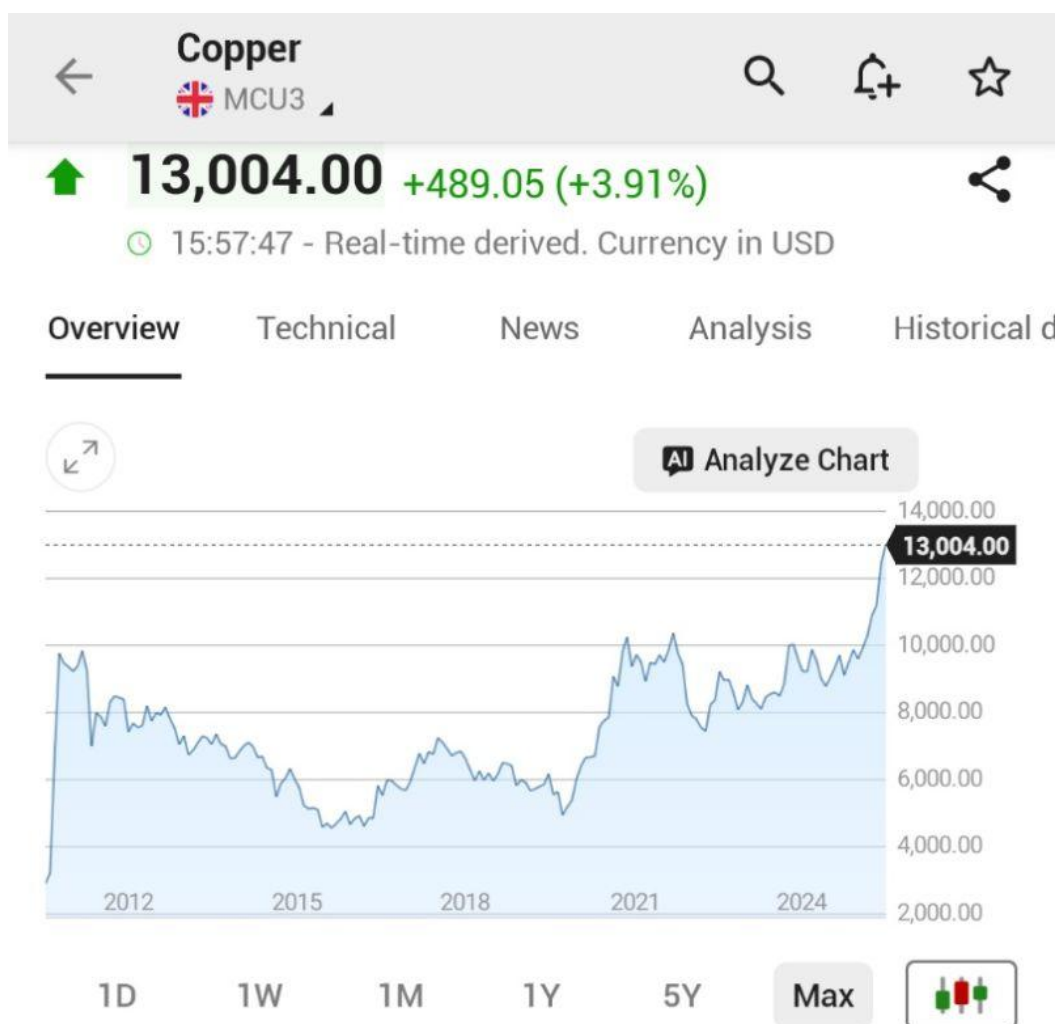 Copper
MCU3
13,004.00 +489.05 (+3.91%)
15:57:47 - Real-time derived. Currency in USD
Overview Technical News Analysis Historical d
AI Analyze Chart
14,000.00
13,004.00
12,000.00
10,000.00
8,000.00
6,000.00
4,000.00
2012 2015 2018 2021 2024
2,000.00
1D 1W 1M 1Y 5Y Max